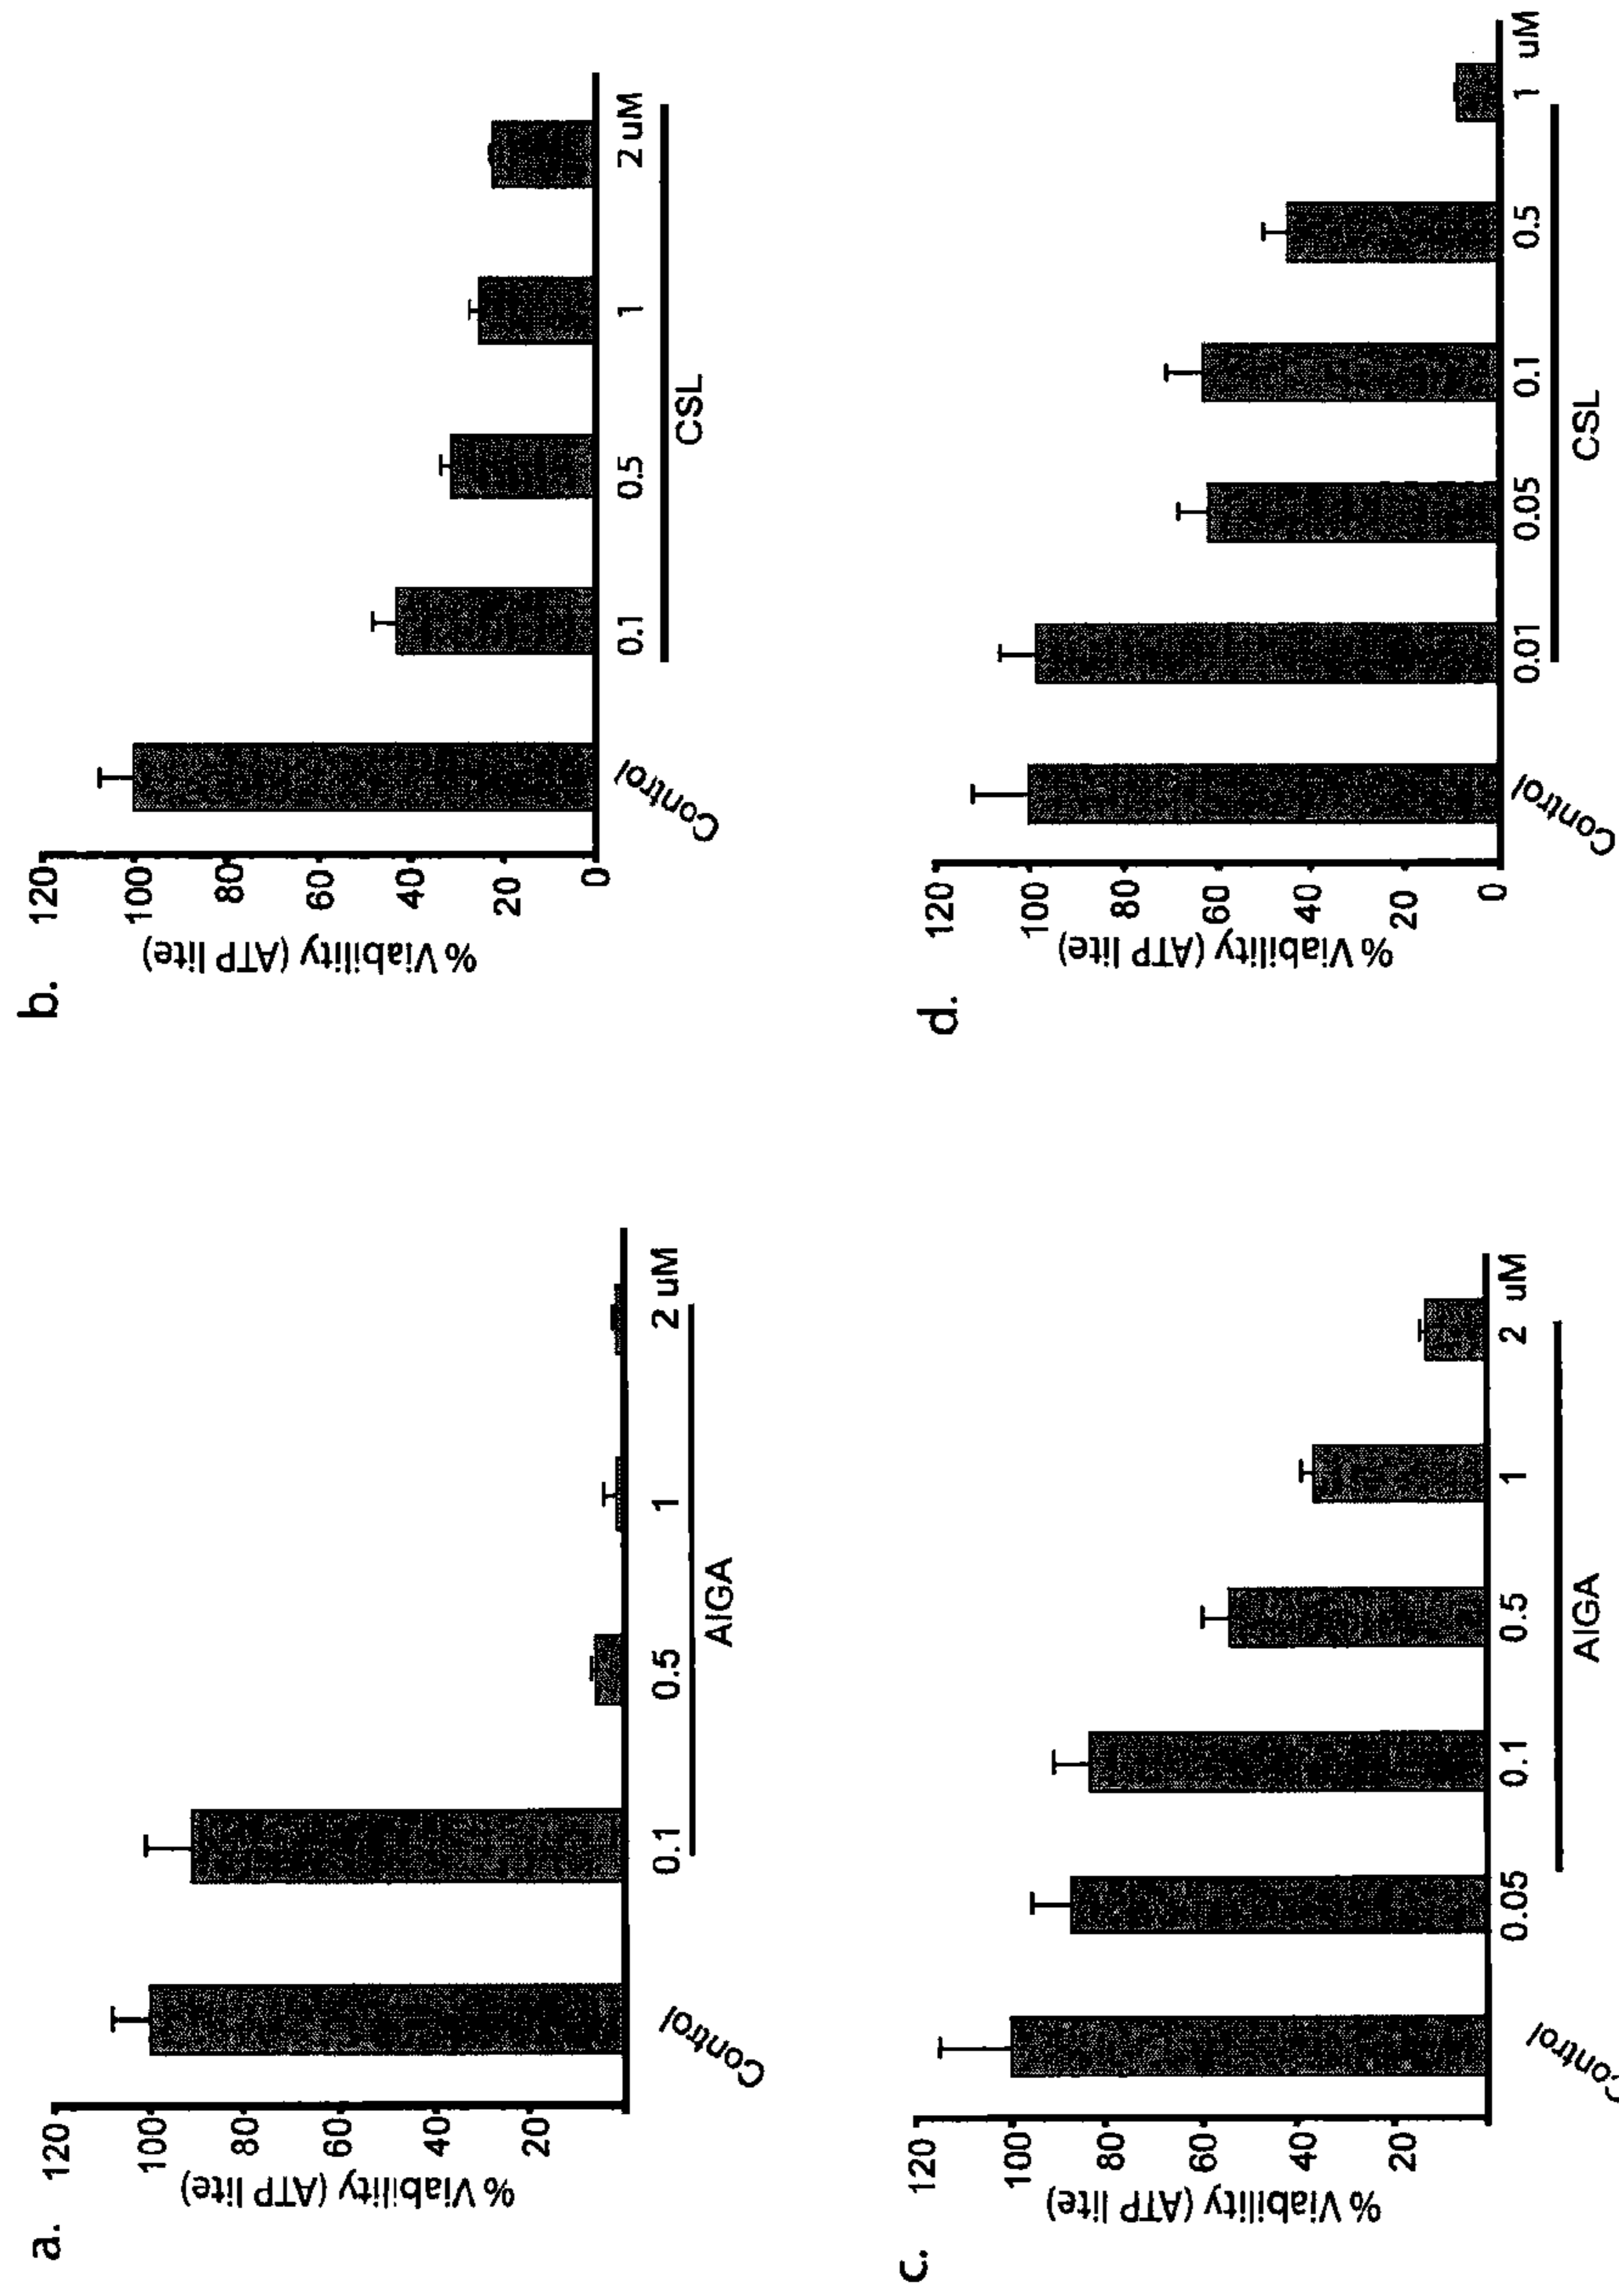 a.
% Viability (ATP lite)
120
100
80
60
40
20
Control
0.1
0.5
1
2 uM
AIGA
b.
% Viability (ATP lite)
120
100
80
60
40
20
0
Control
0.1
0.5
1
2 uM
CSL
c.
% Viability (ATP lite)
120
100
80
60
40
20
Control
0.05
0.1
0.5
1
2
uM
AIGA
d.
% Viability (ATP lite)
120
100
80
60
40
20
0
Control
0.01
0.05
0.1
0.5
1
uM
CSL